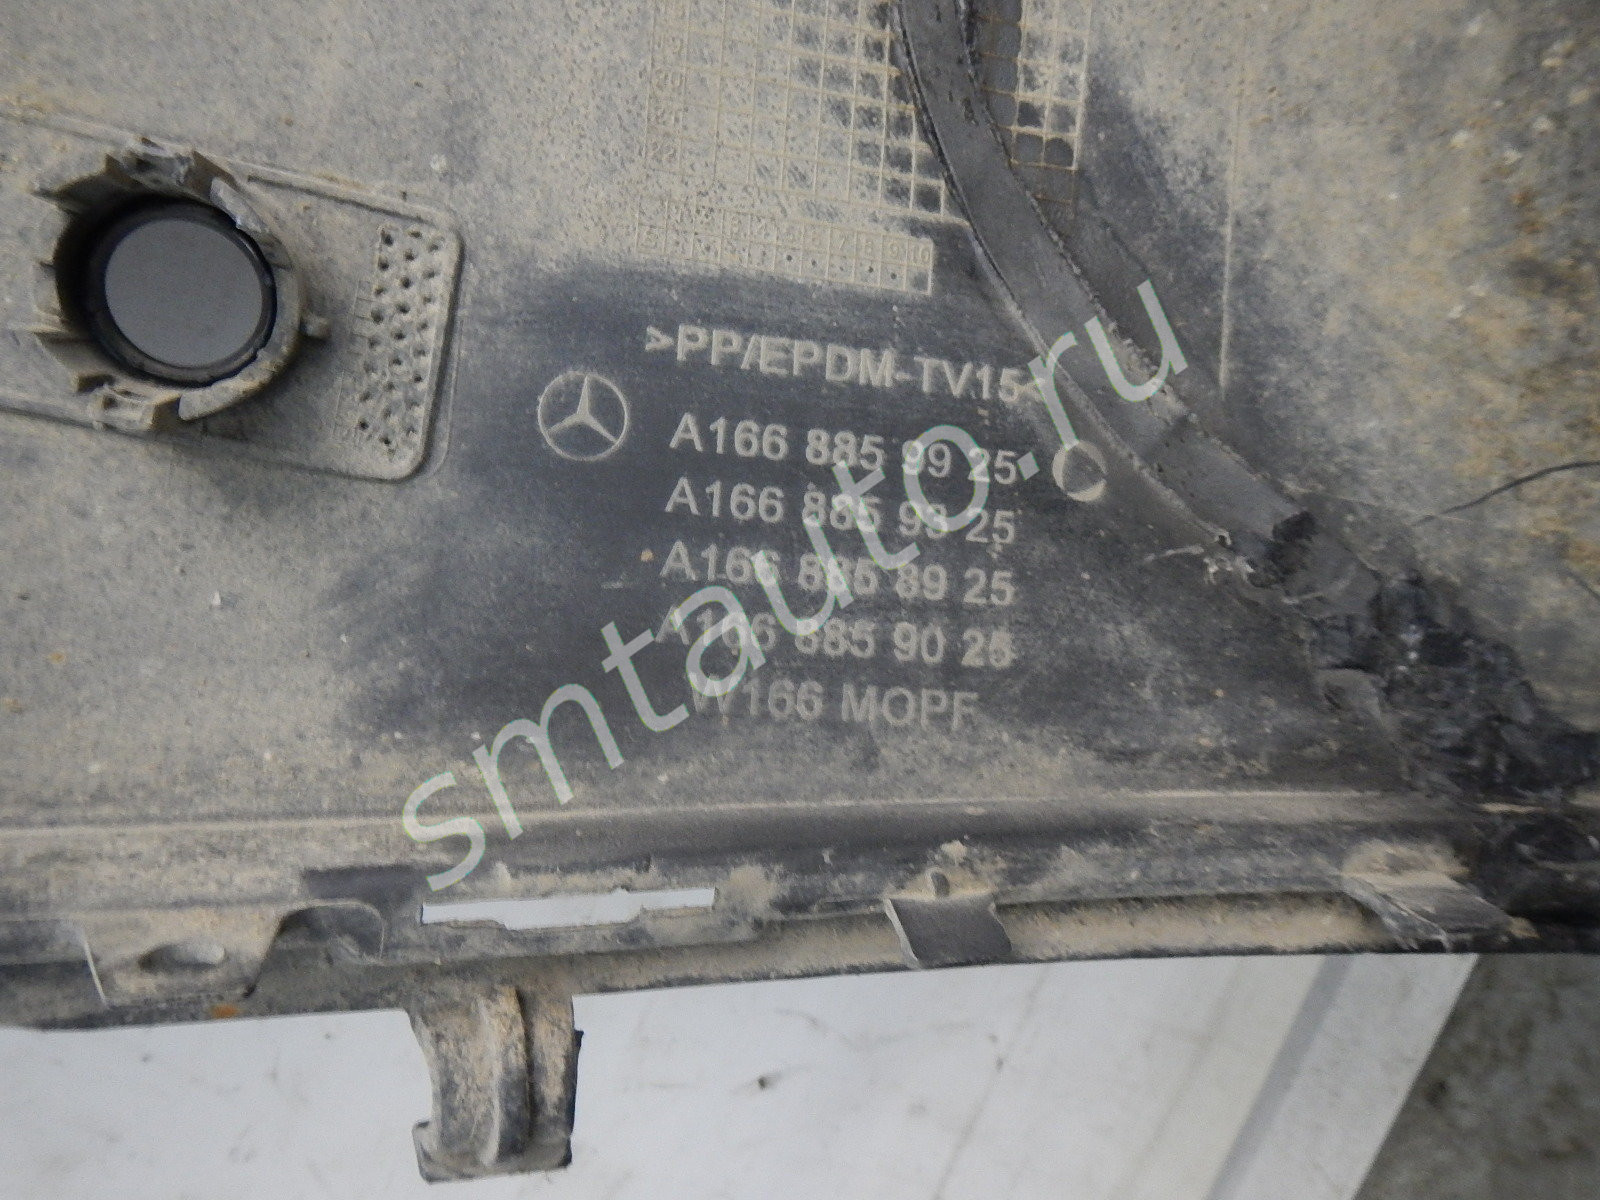 >PP/EPDM-TV15<
A166 885 99 25
A166 885 98 25
A166 885 89 25
A166 885 90 25
W166 MOPF
smtauto.ru